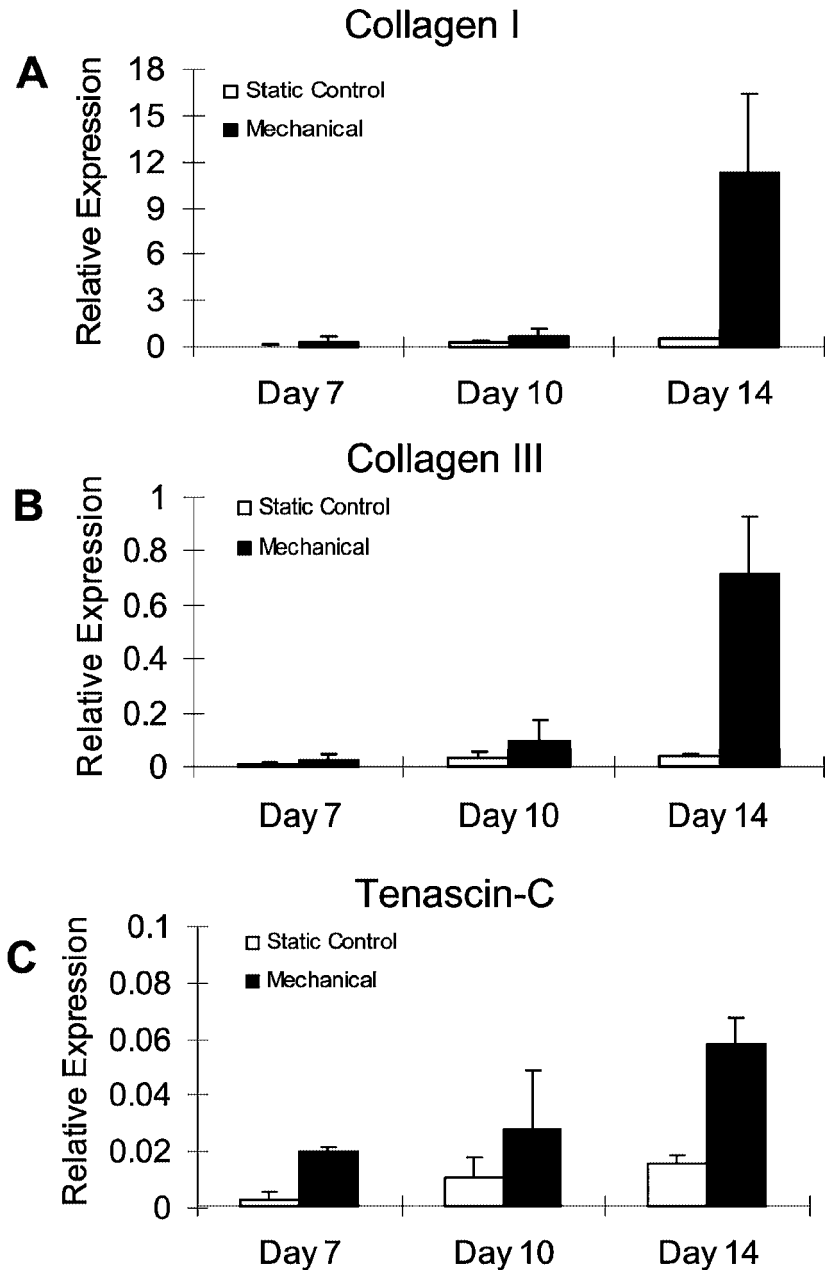 Collagen I
A
Relative Expression
18
15
12
9
6
3
0
Static Control
Mechanical
Day 7
Day 10
Day 14
Collagen III
B
Relative Expression
1
0.8
0.6
0.4
0.2
0
Static Control
Mechanical
Day 7
Day 10
Day 14
Tenascin-C
C
Relative Expression
0.1
0.08
0.06
0.04
0.02
0
Static Control
Mechanical
Day 7
Day 10
Day 14